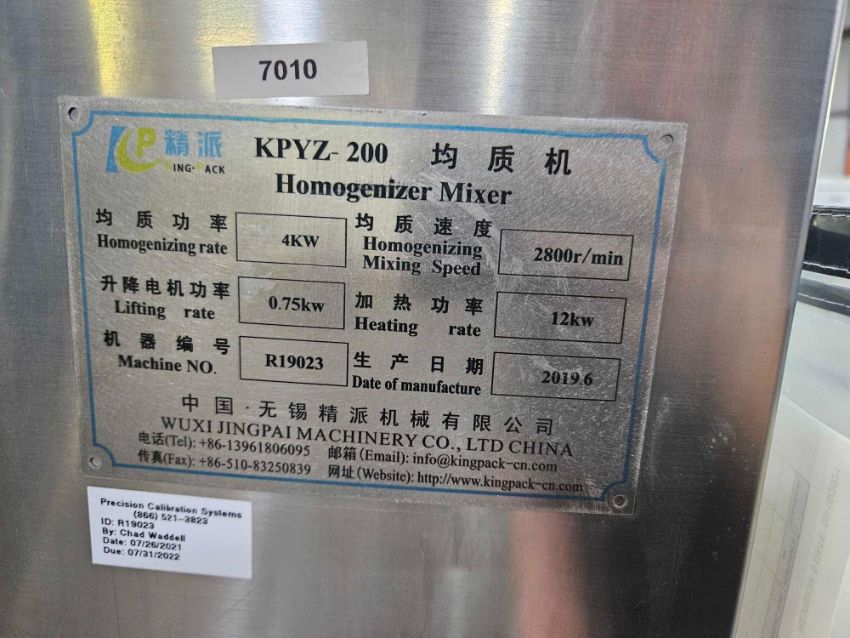 7010
KP 精派
KING-PACK
KPYZ-200 均质机
Homogenizer Mixer
均质功率 4KW 均质速度 2800r/min
Homogenizing rate Homogenizing
Mixing Speed
升降电机功率 0.75kw 加热功率 12kw
Lifting rate Heating rate
机器编号 R19023 生产日期 2019.6
Machine NO. Date of manufacture
中国·无锡精派机械有限公司
WUXI JINGPAI MACHINERY CO., LTD CHINA
电话(Tel): +86-13961806095 邮箱(Email): info@kingpack-cn.com
传真(Fax): +86-510-83250839 网址(Website): http://www.kingpack-cn.com
Precision Calibration Systems
(866) 521-3823
ID: R19023
By: Chad Waddell
Date: 07/26/2021
Due: 07/31/2022